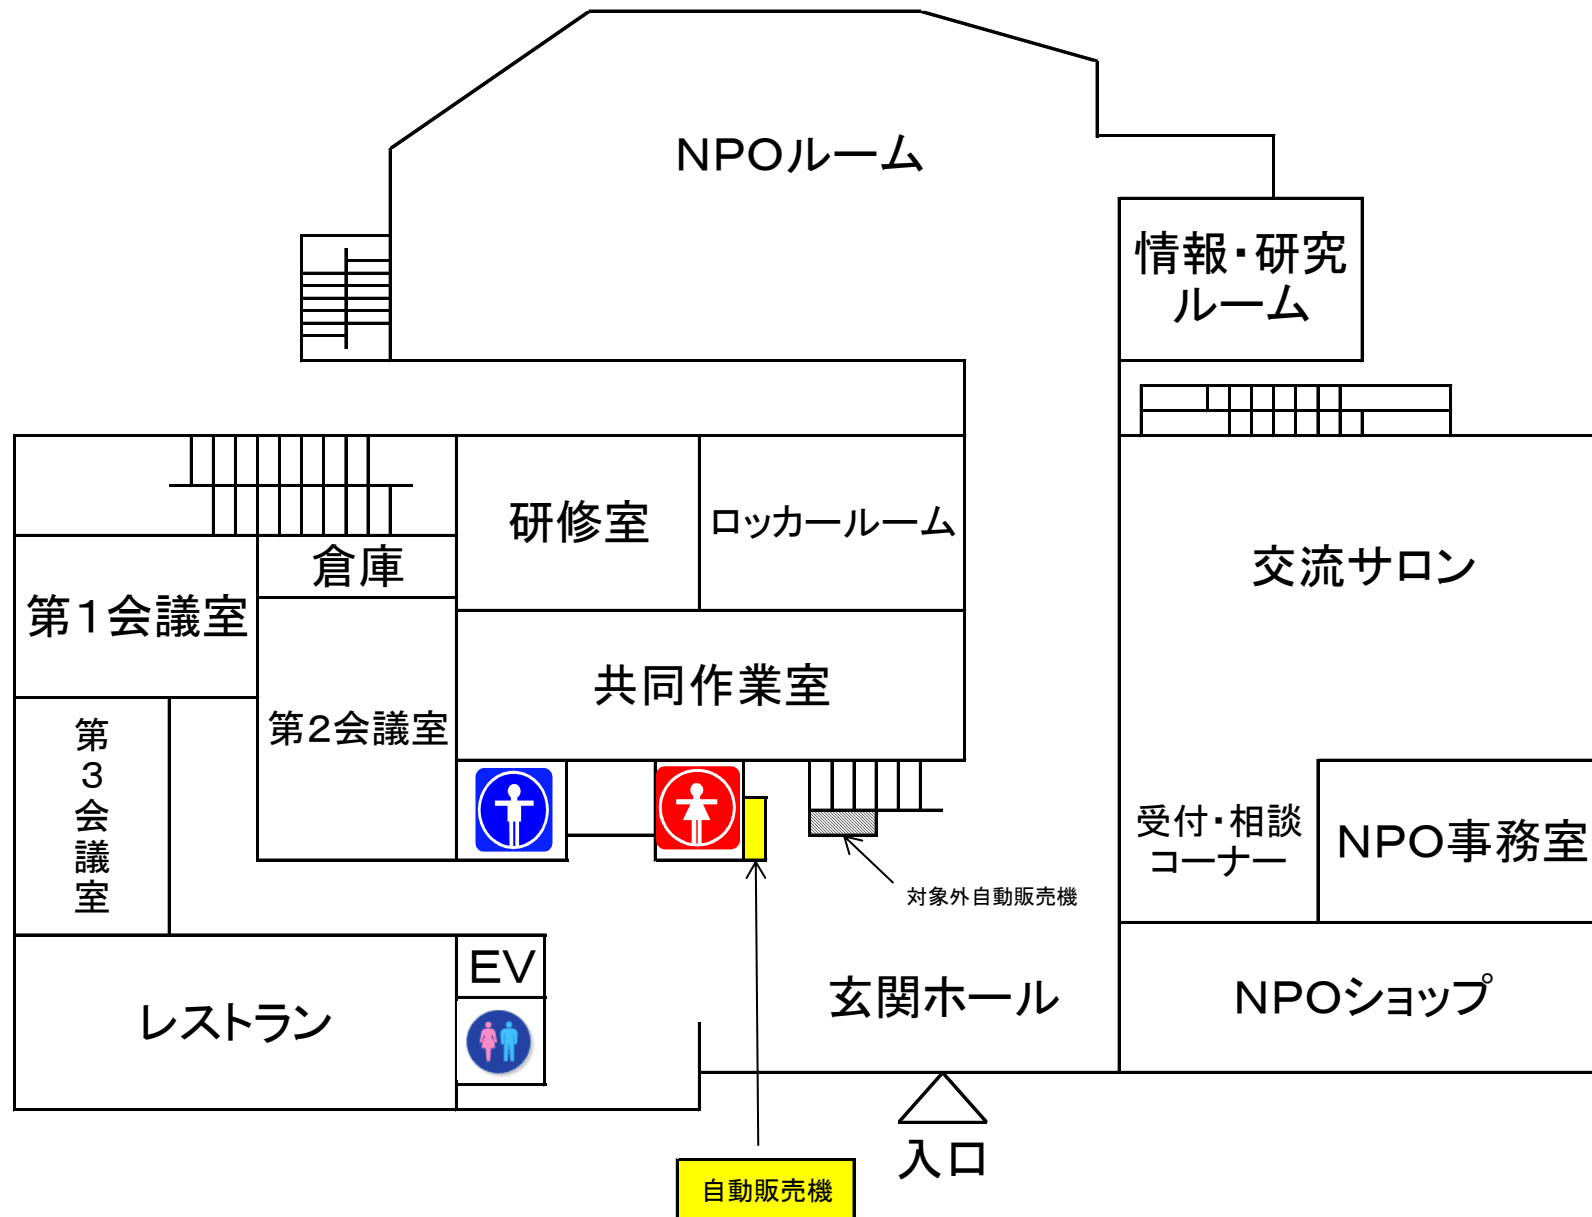 NPOルーム
情報・研究
ルーム
研修室
ロッカールーム
倉庫
交流サロン
第1会議室
共同作業室
第2会議室
第3会議室
受付・相談
コーナー
NPO事務室
対象外自動販売機
EV
玄関ホール
NPOショップ
レストラン
入口
自動販売機